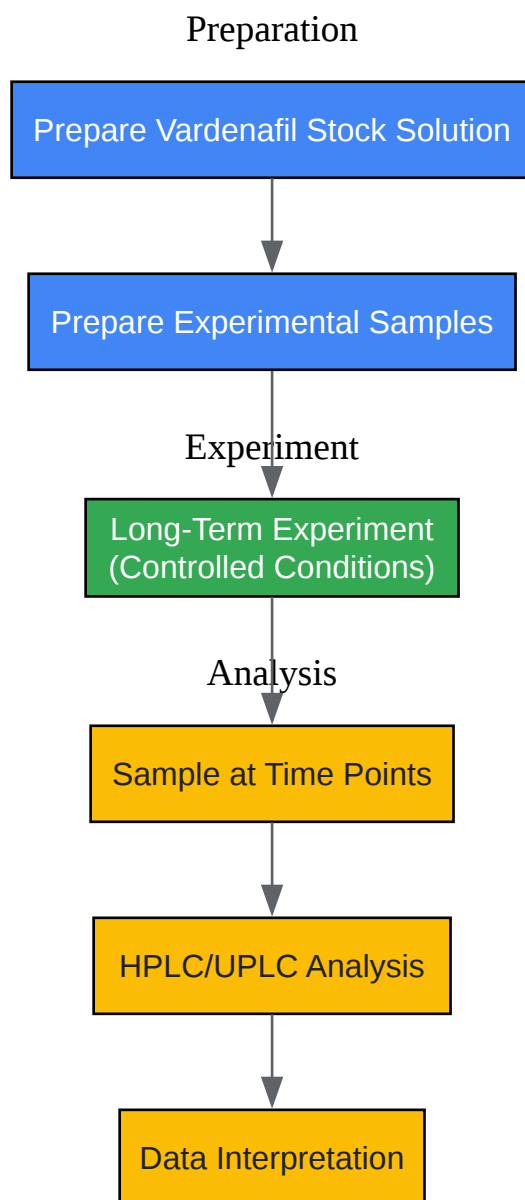 Preparation
Prepare Vardenafil Stock Solution
Prepare Experimental Samples
Experiment
Long-Term Experiment
(Controlled Conditions)
Analysis
Sample at Time Points
HPLC/UPLC Analysis
Data Interpretation